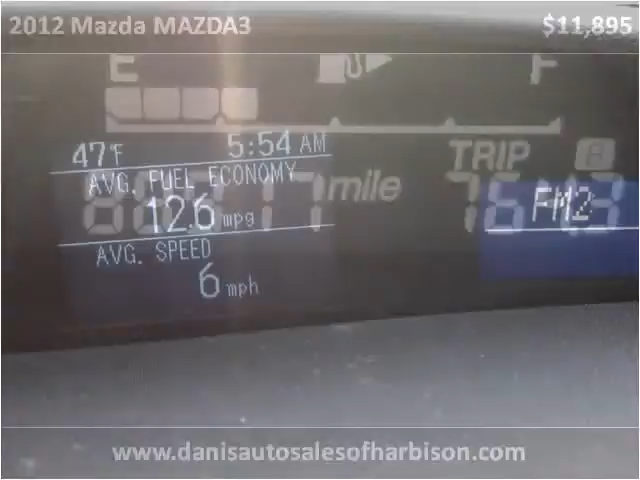 2012 Mazda MAZDA3 $11,895
E F
47°F 5:54 AM TRIP A
AVG. FUEL ECONOMY
12.6 mpg mile FM2
AVG. SPEED
6 mph
www.danisautosalesofharbison.com